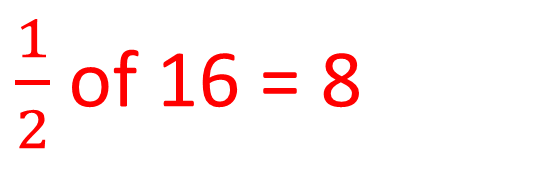 1/2 of 16 = 8